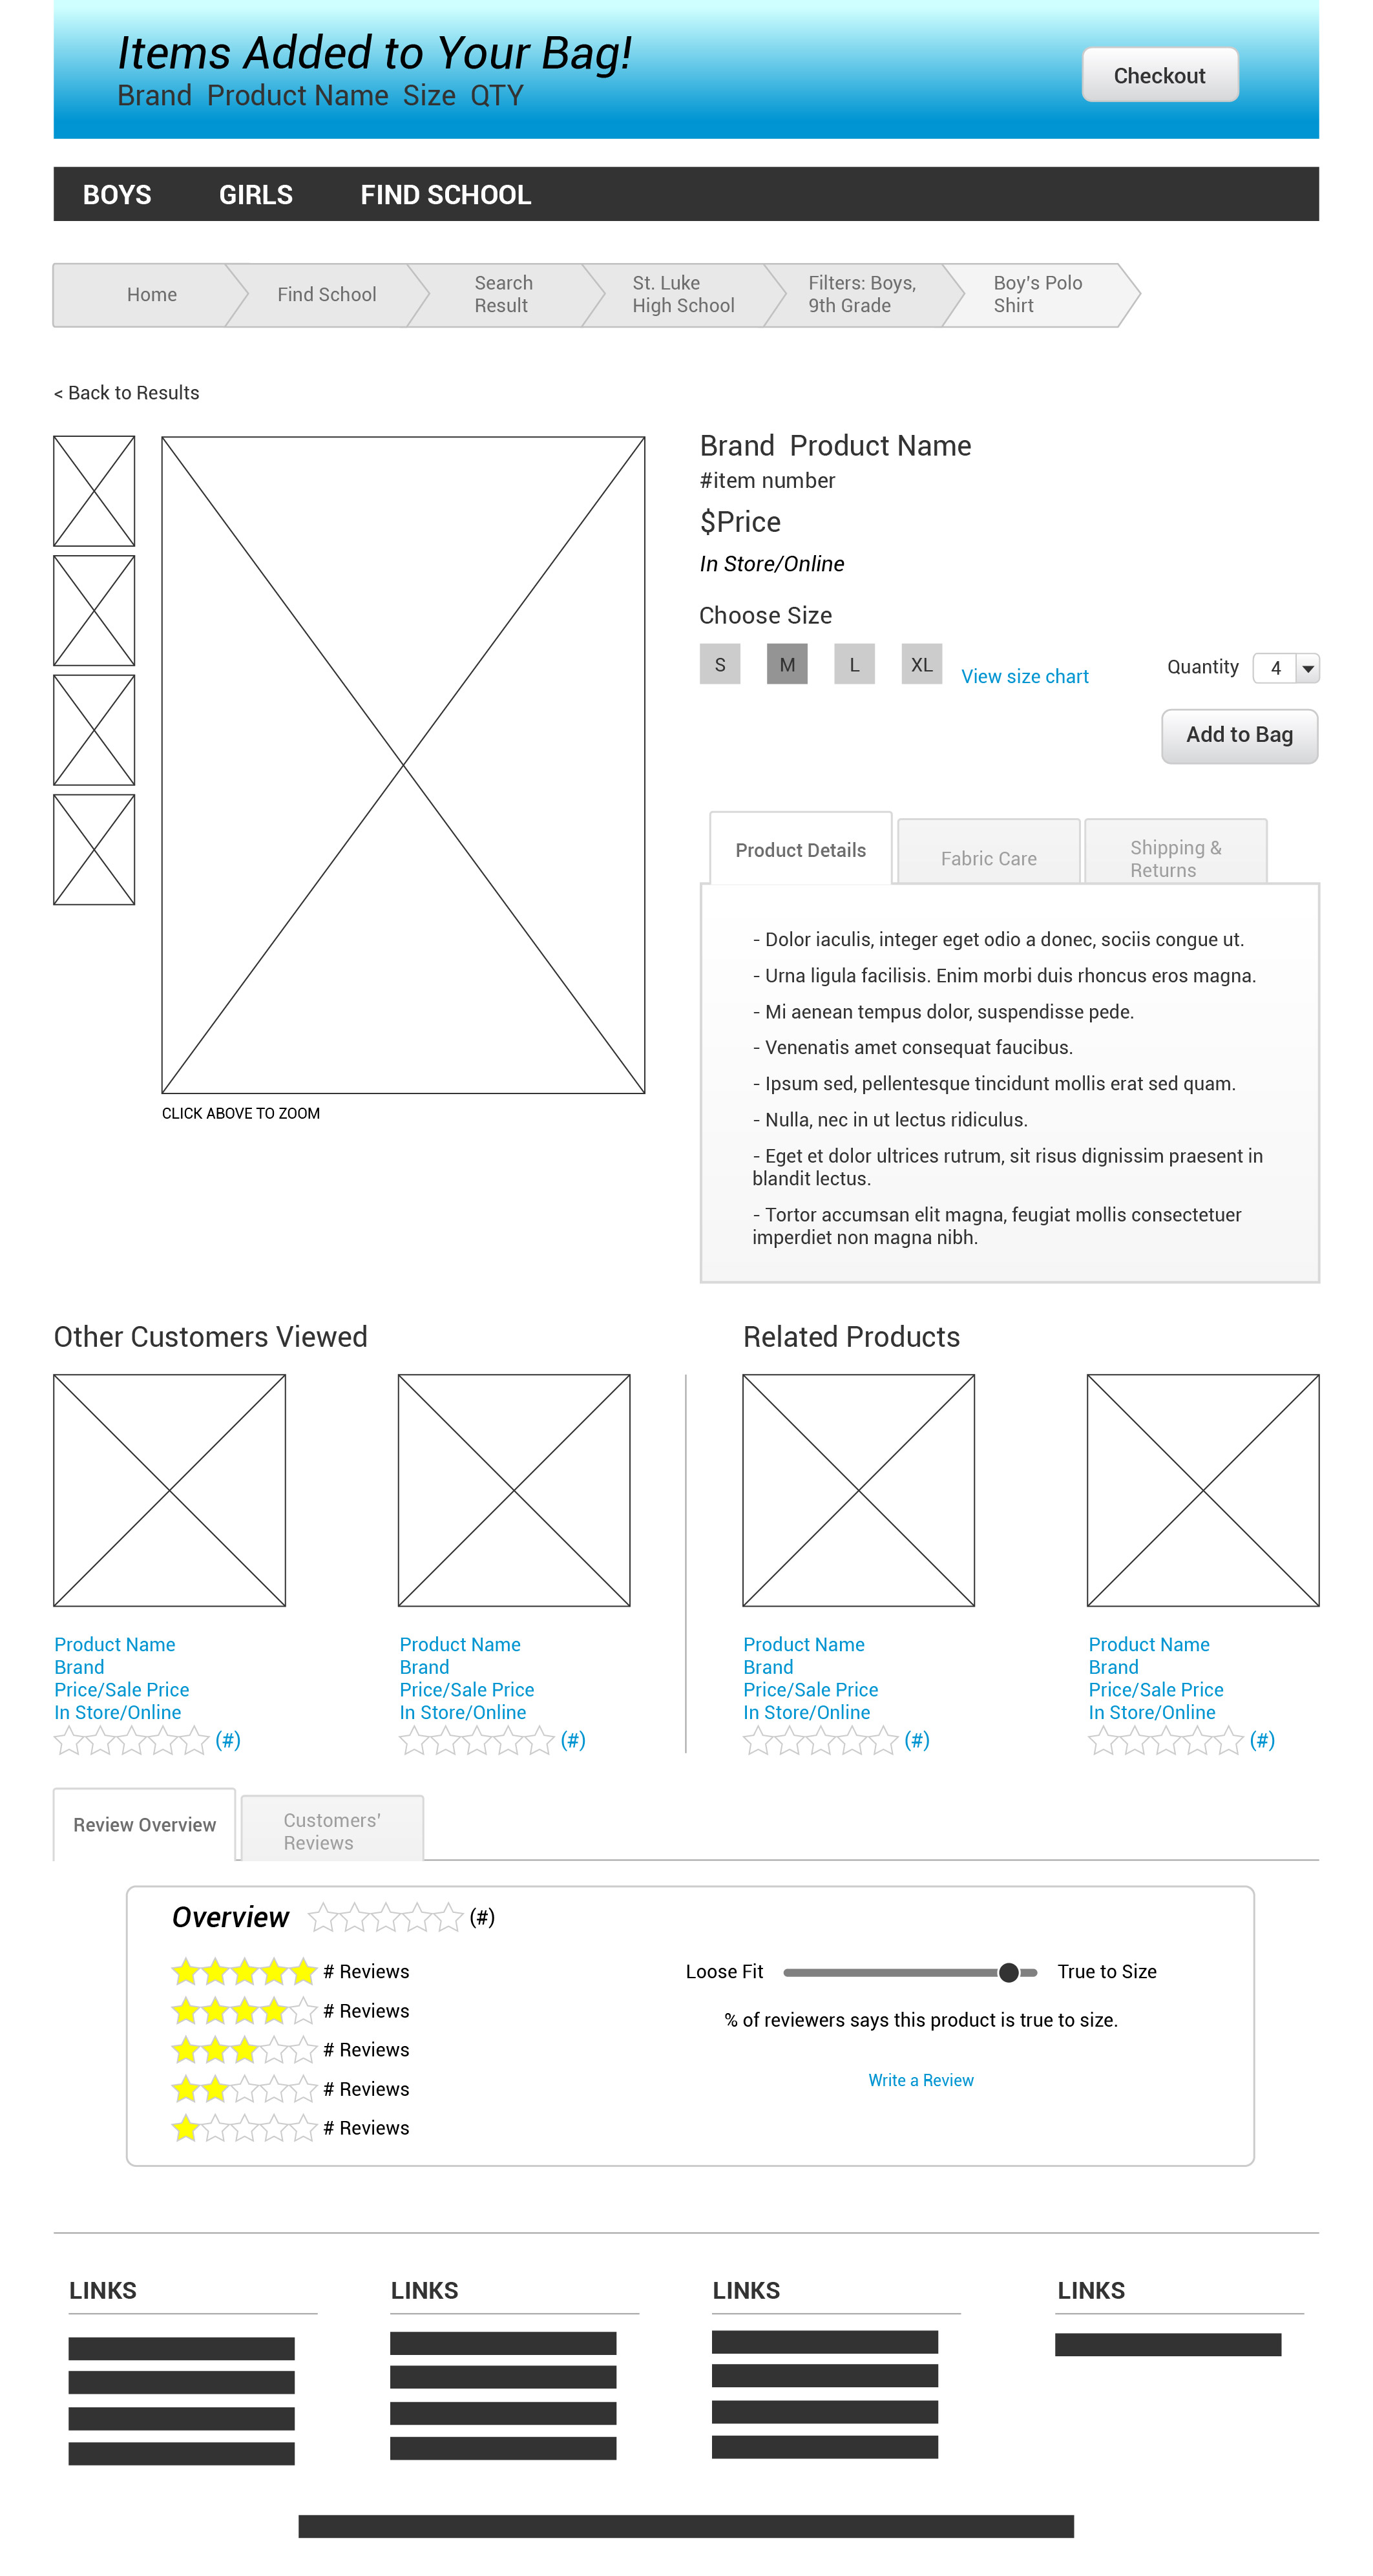 Items Added to Your Bag!
Brand  Product Name  Size  QTY
Checkout
BOYS
GIRLS
FIND SCHOOL
Home
Find School
Search
Result
St. Luke
High School
Filters: Boys,
9th Grade
Boy's Polo
Shirt
< Back to Results
CLICK ABOVE TO ZOOM
Brand  Product Name
#item number
$Price
In Store/Online
Choose Size
S
M
L
XL
View size chart
Quantity
4
Add to Bag
Product Details
Fabric Care
Shipping &
Returns
- Dolor iaculis, integer eget odio a donec, sociis congue ut.
- Urna ligula facilisis. Enim morbi duis rhoncus eros magna.
- Mi aenean tempus dolor, suspendisse pede.
- Venenatis amet consequat faucibus.
- Ipsum sed, pellentesque tincidunt mollis erat sed quam.
- Nulla, nec in ut lectus ridiculus.
- Eget et dolor ultrices rutrum, sit risus dignissim praesent in
blandit lectus.
- Tortor accumsan elit magna, feugiat mollis consectetuer
imperdiet non magna nibh.
Other Customers Viewed
Product Name
Brand
Price/Sale Price
In Store/Online
(#)
Product Name
Brand
Price/Sale Price
In Store/Online
(#)
Related Products
Product Name
Brand
Price/Sale Price
In Store/Online
(#)
Product Name
Brand
Price/Sale Price
In Store/Online
(#)
Review Overview
Customers'
Reviews
Overview
(#)
# Reviews
# Reviews
# Reviews
# Reviews
# Reviews
Loose Fit
True to Size
% of reviewers says this product is true to size.
Write a Review
LINKS
LINKS
LINKS
LINKS